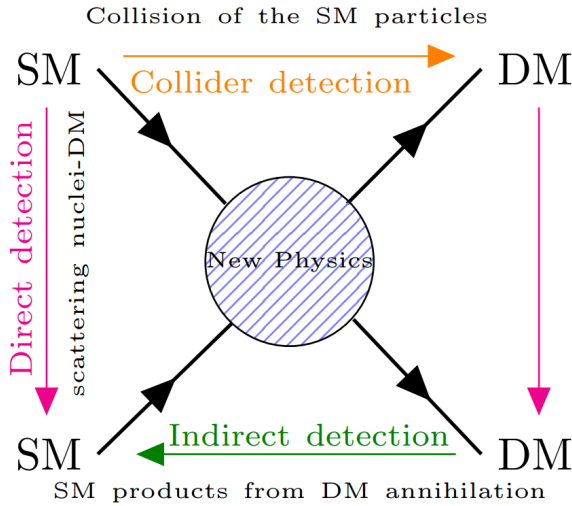 Collision of the SM particles
SM
DM
Collider detection
Direct detection
scattering nuclei-DM
New Physics
Indirect detection
SM
DM
SM products from DM annihilation